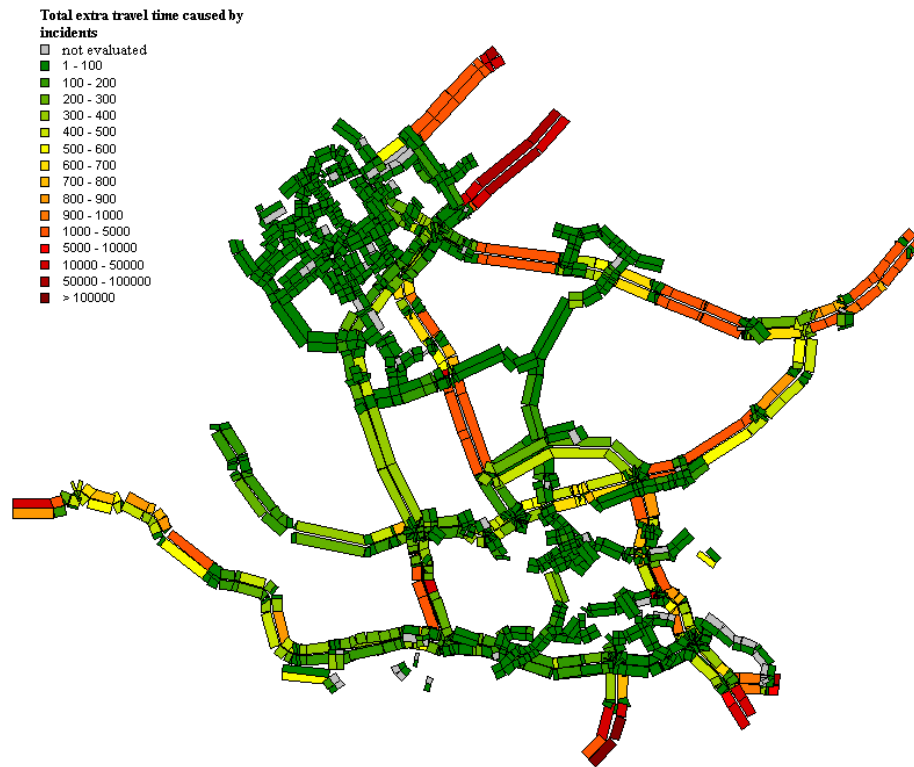 Total extra travel time caused by
incidents
not evaluated
1 - 100
100 - 200
200 - 300
300 - 400
400 - 500
500 - 600
600 - 700
700 - 800
800 - 900
900 - 1000
1000 - 5000
5000 - 10000
10000 - 50000
50000 - 100000
> 100000